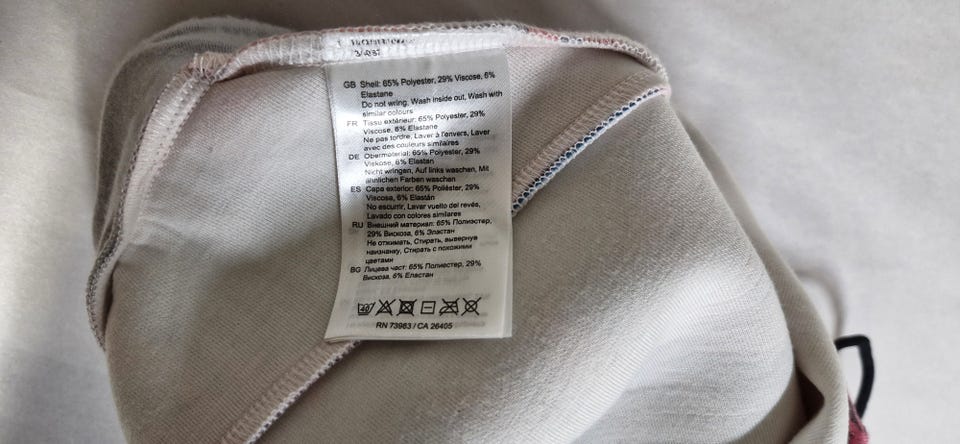 GB Shell: 65% Polyester, 29% Viscose, 6%
Elastane
Do not wring, Wash inside out, Wash with
similar colours
FR Tissu extérieur: 65% Polyester, 29%
Viscose, 6% Elastane
Ne pas tordre, Laver à l'envers, Laver
avec des couleurs similaires
DE Obermaterial: 65% Polyester, 29%
Viskose, 6% Elastan
Nicht wringen, Auf links waschen, Mit
ähnlichen Farben waschen
ES Capa exterior: 65% Poliéster, 29%
Viscosa, 6% Elastán
No escurrir, Lavar vuelto del revés,
Lavado con colores similares
RU Внешний материал: 65% Полиэстер,
29% Вискоза, 6% Эластан
Не отжимать, Стирать, вывернув
наизнанку, Стирать с похожими
цветами
BG Лицева част: 65% Полиестер, 29%
Вискоза, 6% Еластан
40
RN 73983 / CA 26405